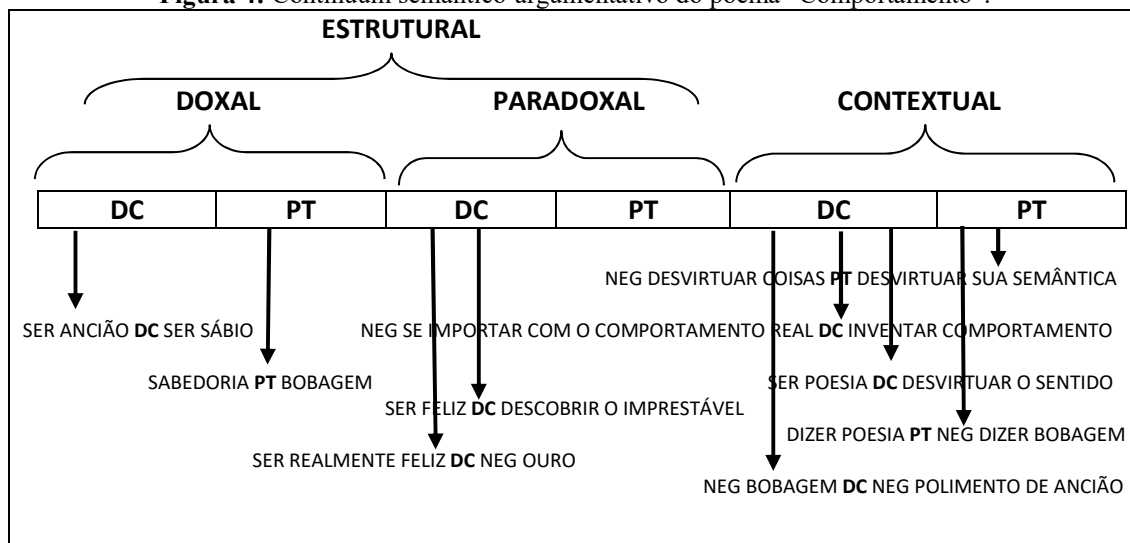 Figura 4: Continuum semântico-argumentativo do poema "Comportamento".
ESTRUTURAL
DOXAL PARADOXAL CONTEXTUAL
DC PT DC PT DC PT
NEG DESVIRTUAR COISAS PT DESVIRTUAR SUA SEMÂNTICA
SER ANCIÃO DC SER SÁBIO NEG SE IMPORTAR COM O COMPORTAMENTO REAL DC INVENTAR COMPORTAMENTO
SABEDORIA PT BOBAGEM SER POESIA DC DESVIRTUAR O SENTIDO
SER FELIZ DC DESCOBRIR O IMPRESTÁVEL
DIZER POESIA PT NEG DIZER BOBAGEM
SER REALMENTE FELIZ DC NEG OURO
NEG BOBAGEM DC NEG POLIMENTO DE ANCIÃO